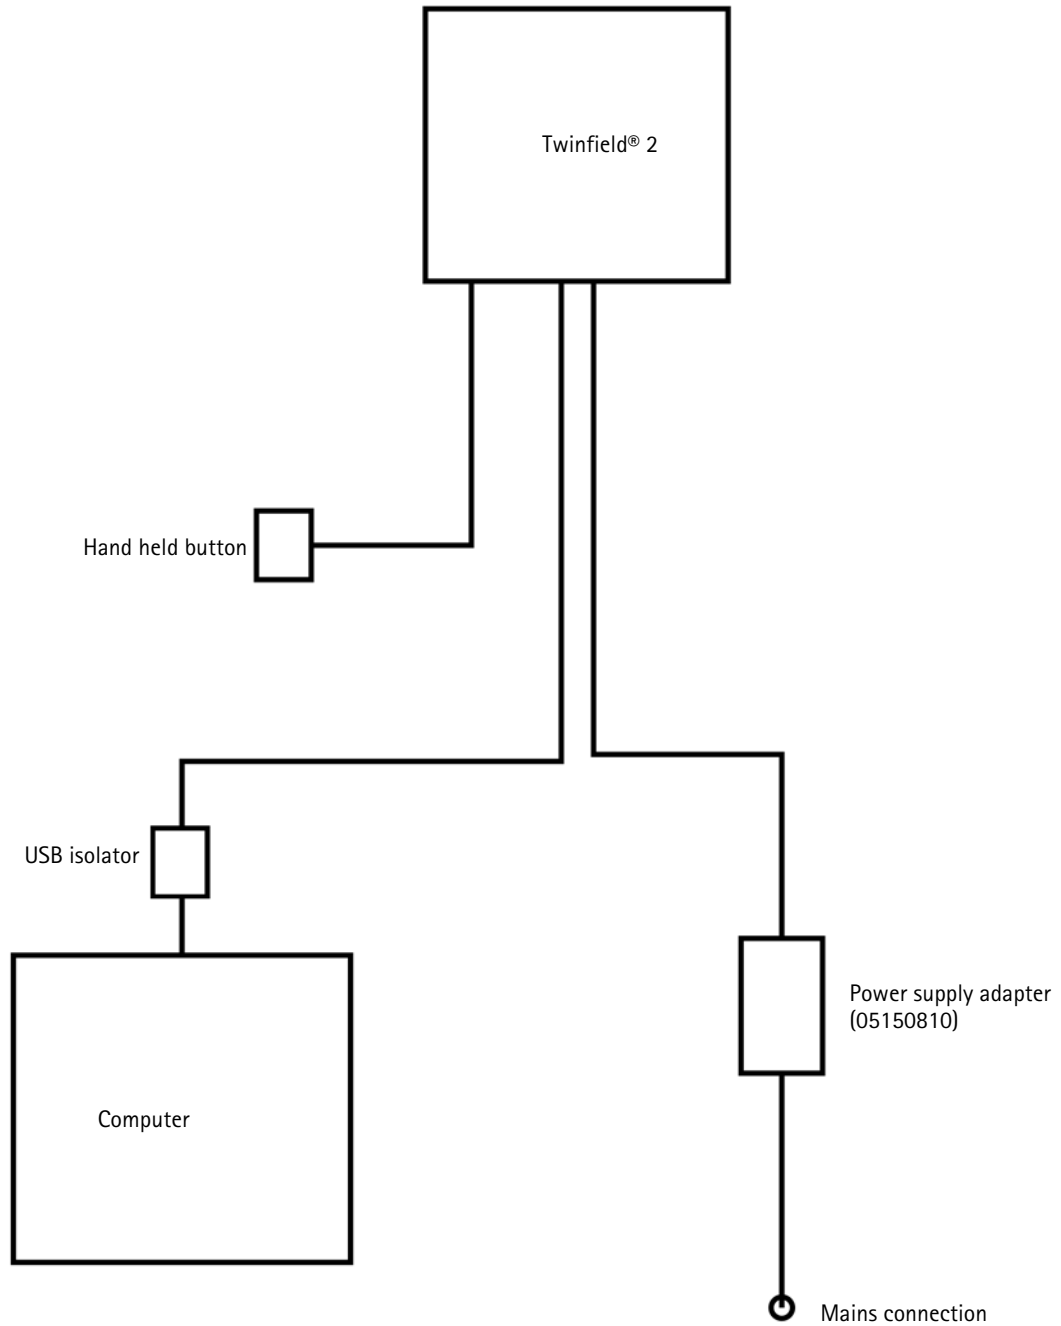 Twinfield® 2
Hand held button
USB isolator
Power supply adapter
(05150810)
Computer
Mains connection